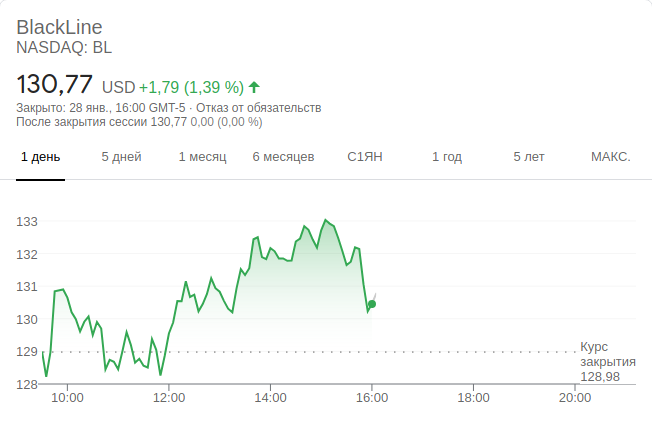 BlackLine
NASDAQ: BL
130,77 USD +1,79 (1,39 %)
Закрыто: 28 янв., 16:00 GMT-5 · Отказ от обязательств
После закрытия сессии 130,77 0,00 (0,00 %)
1 день 5 дней 1 месяц 6 месяцев С1ЯН 1 год 5 лет МАКС.
133
132
131
130
129
128
Курс
закрытия
128,98
10:00 12:00 14:00 16:00 18:00 20:00